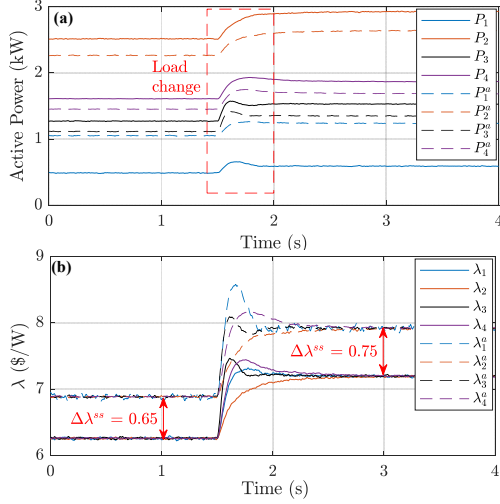 (a)
Active Power (kW)
3
2
1
0
Load
change
P₁
P₂
P₃
P₄
P₁ᵃ
P₂ᵃ
P₃ᵃ
P₄ᵃ
0 1 2 3 4
Time (s)
(b)
λ ($/W)
9
8
7
6
Δλˢˢ = 0.75
Δλˢˢ = 0.65
λ₁
λ₂
λ₃
λ₄
λ₁ᵃ
λ₂ᵃ
λ₃ᵃ
λ₄ᵃ
0 1 2 3 4
Time (s)